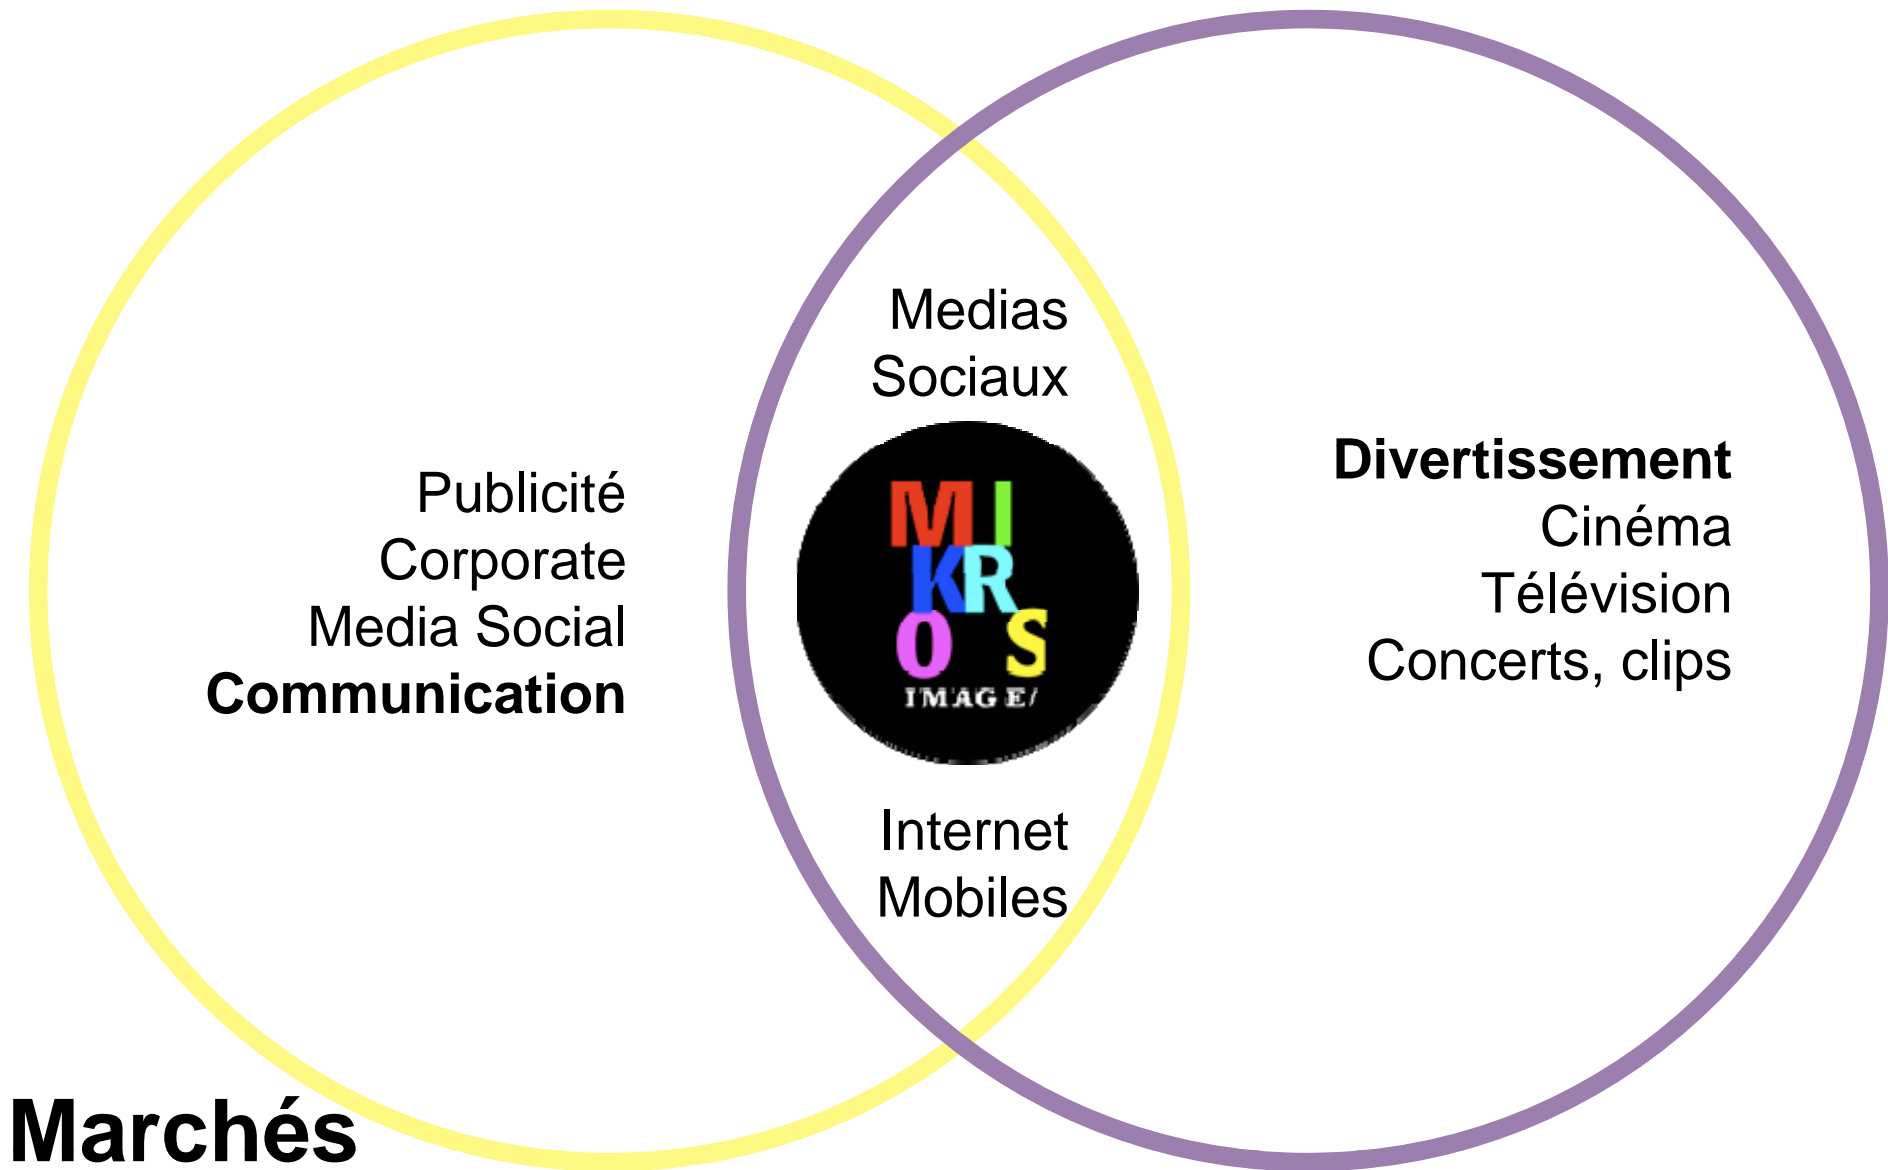 Publicité
Corporate
Media Social
Communication
Medias
Sociaux
MI
KR
O S
IMAGE/
Internet
Mobiles
Divertissement
Cinéma
Télévision
Concerts, clips
Marchés